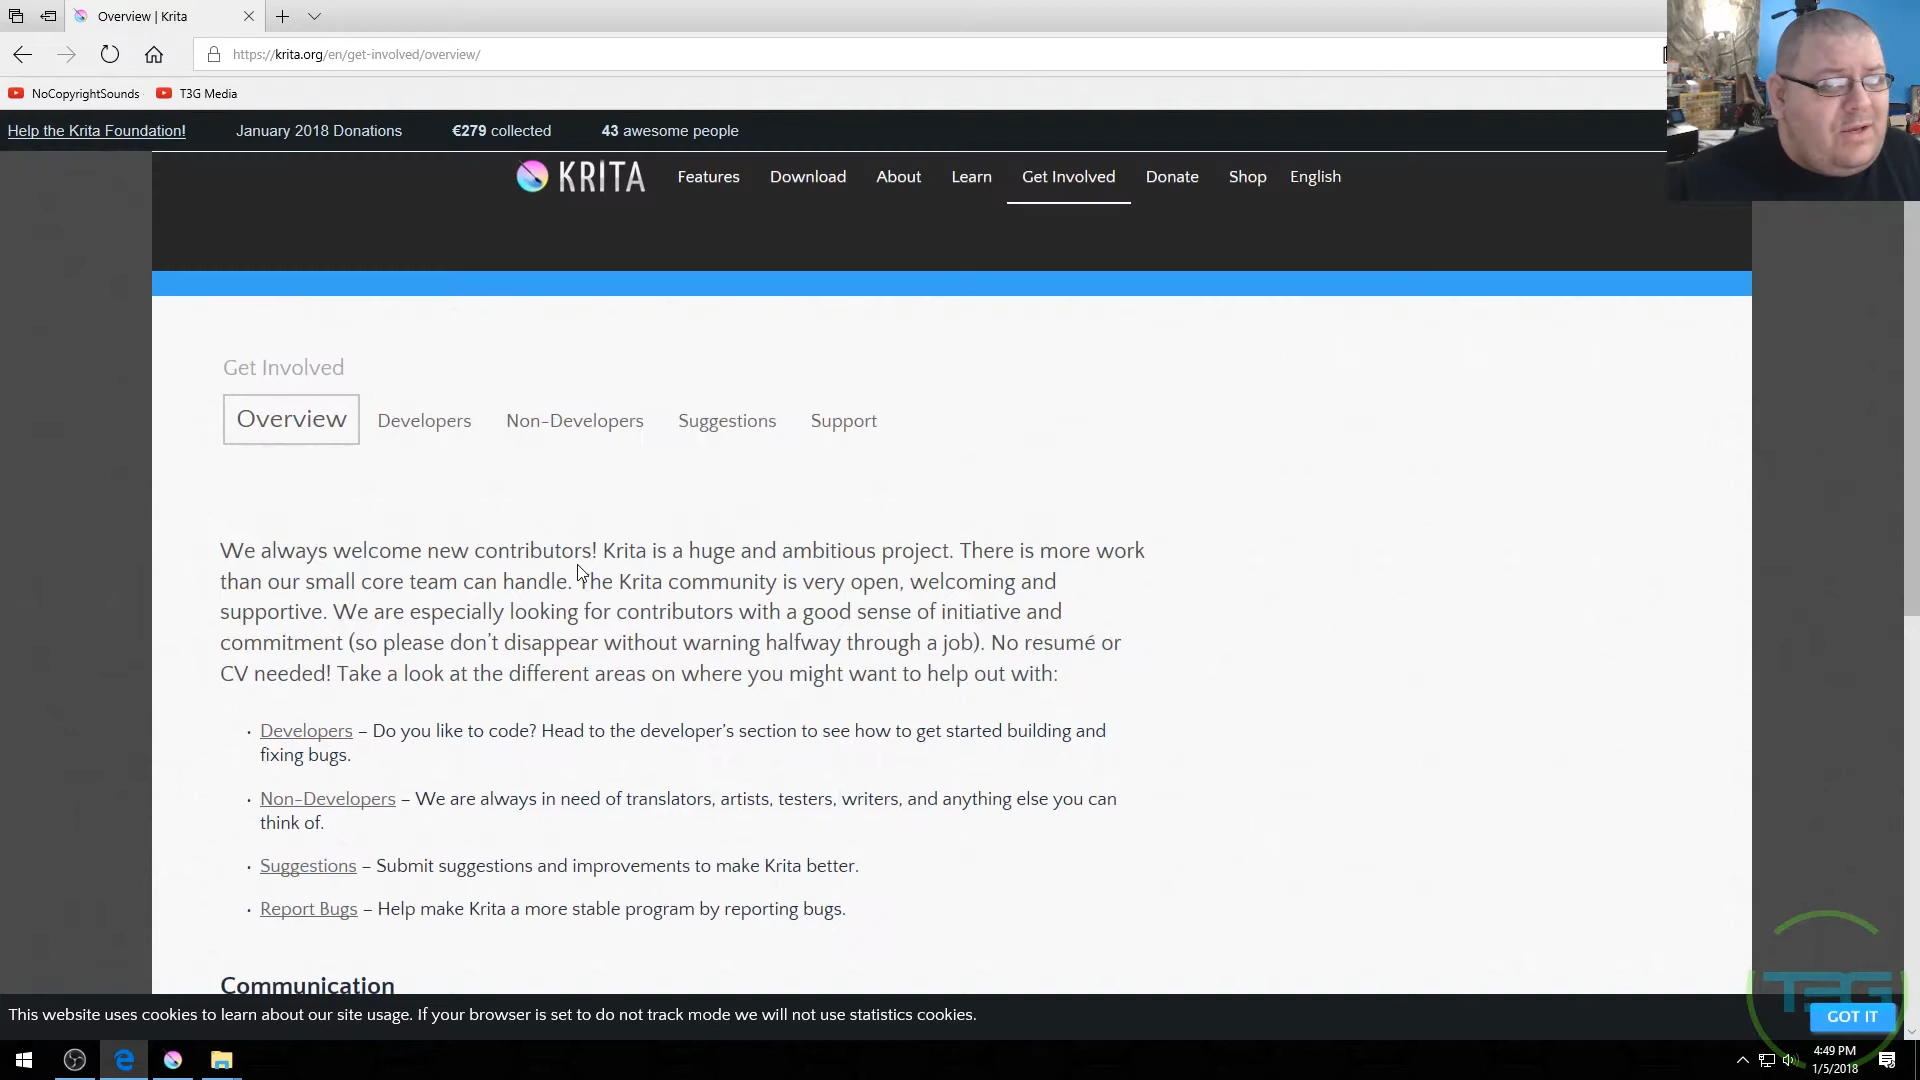 Overview | Krita
https://krita.org/en/get-involved/overview/
NoCopyrightSounds
T3G Media
Help the Krita Foundation!
January 2018 Donations
€279 collected
43 awesome people
KRITA
Features
Download
About
Learn
Get Involved
Donate
Shop
English
Get Involved
Overview
Developers
Non-Developers
Suggestions
Support
We always welcome new contributors! Krita is a huge and ambitious project. There is more work
than our small core team can handle. The Krita community is very open, welcoming and
supportive. We are especially looking for contributors with a good sense of initiative and
commitment (so please don’t disappear without warning halfway through a job). No resumé or
CV needed! Take a look at the different areas on where you might want to help out with:
• Developers – Do you like to code? Head to the developer’s section to see how to get started building and
fixing bugs.
• Non-Developers – We are always in need of translators, artists, testers, writers, and anything else you can
think of.
• Suggestions – Submit suggestions and improvements to make Krita better.
• Report Bugs – Help make Krita a more stable program by reporting bugs.
Communication
T3G
This website uses cookies to learn about our site usage. If your browser is set to do not track mode we will not use statistics cookies.
GOT IT
4:49 PM
1/5/2018